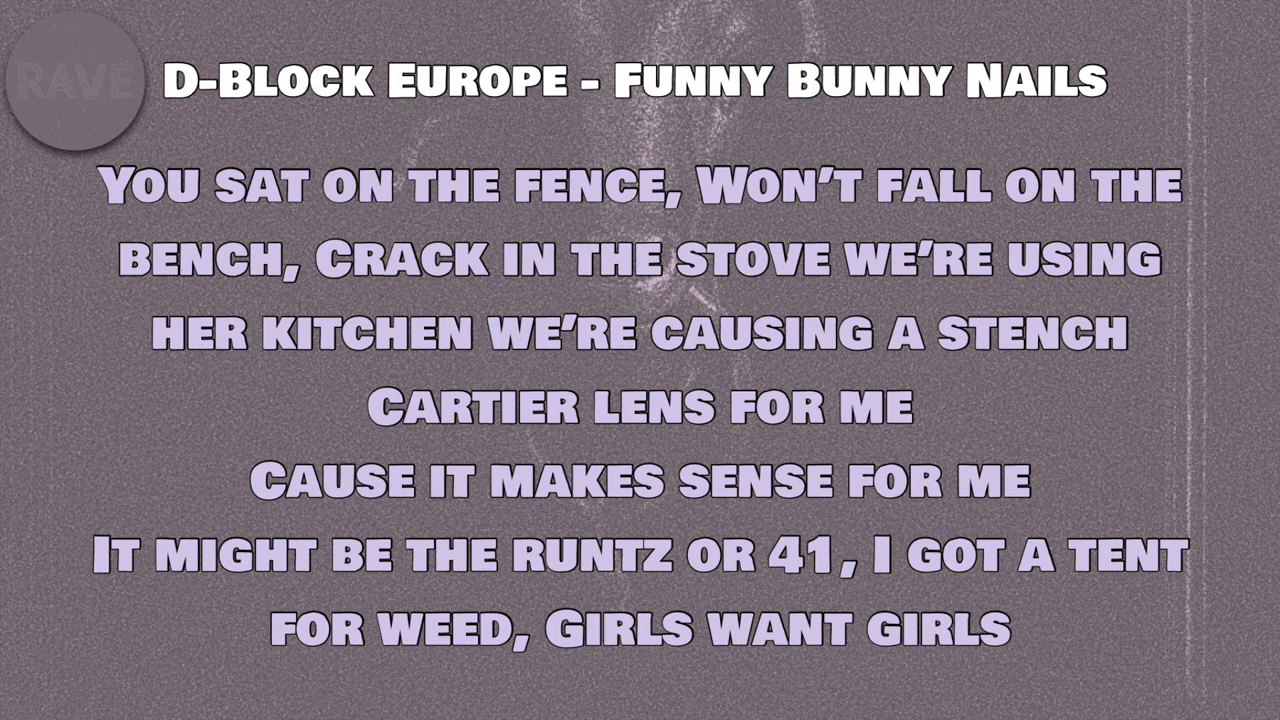 RAVE
D-Block Europe - Funny Bunny Nails
You sat on the fence, Won't fall on the
bench, Crack in the stove we're using
her kitchen we're causing a stench
Cartier lens for me
Cause it makes sense for me
It might be the runtz or 41, I got a tent
for weed, Girls want girls